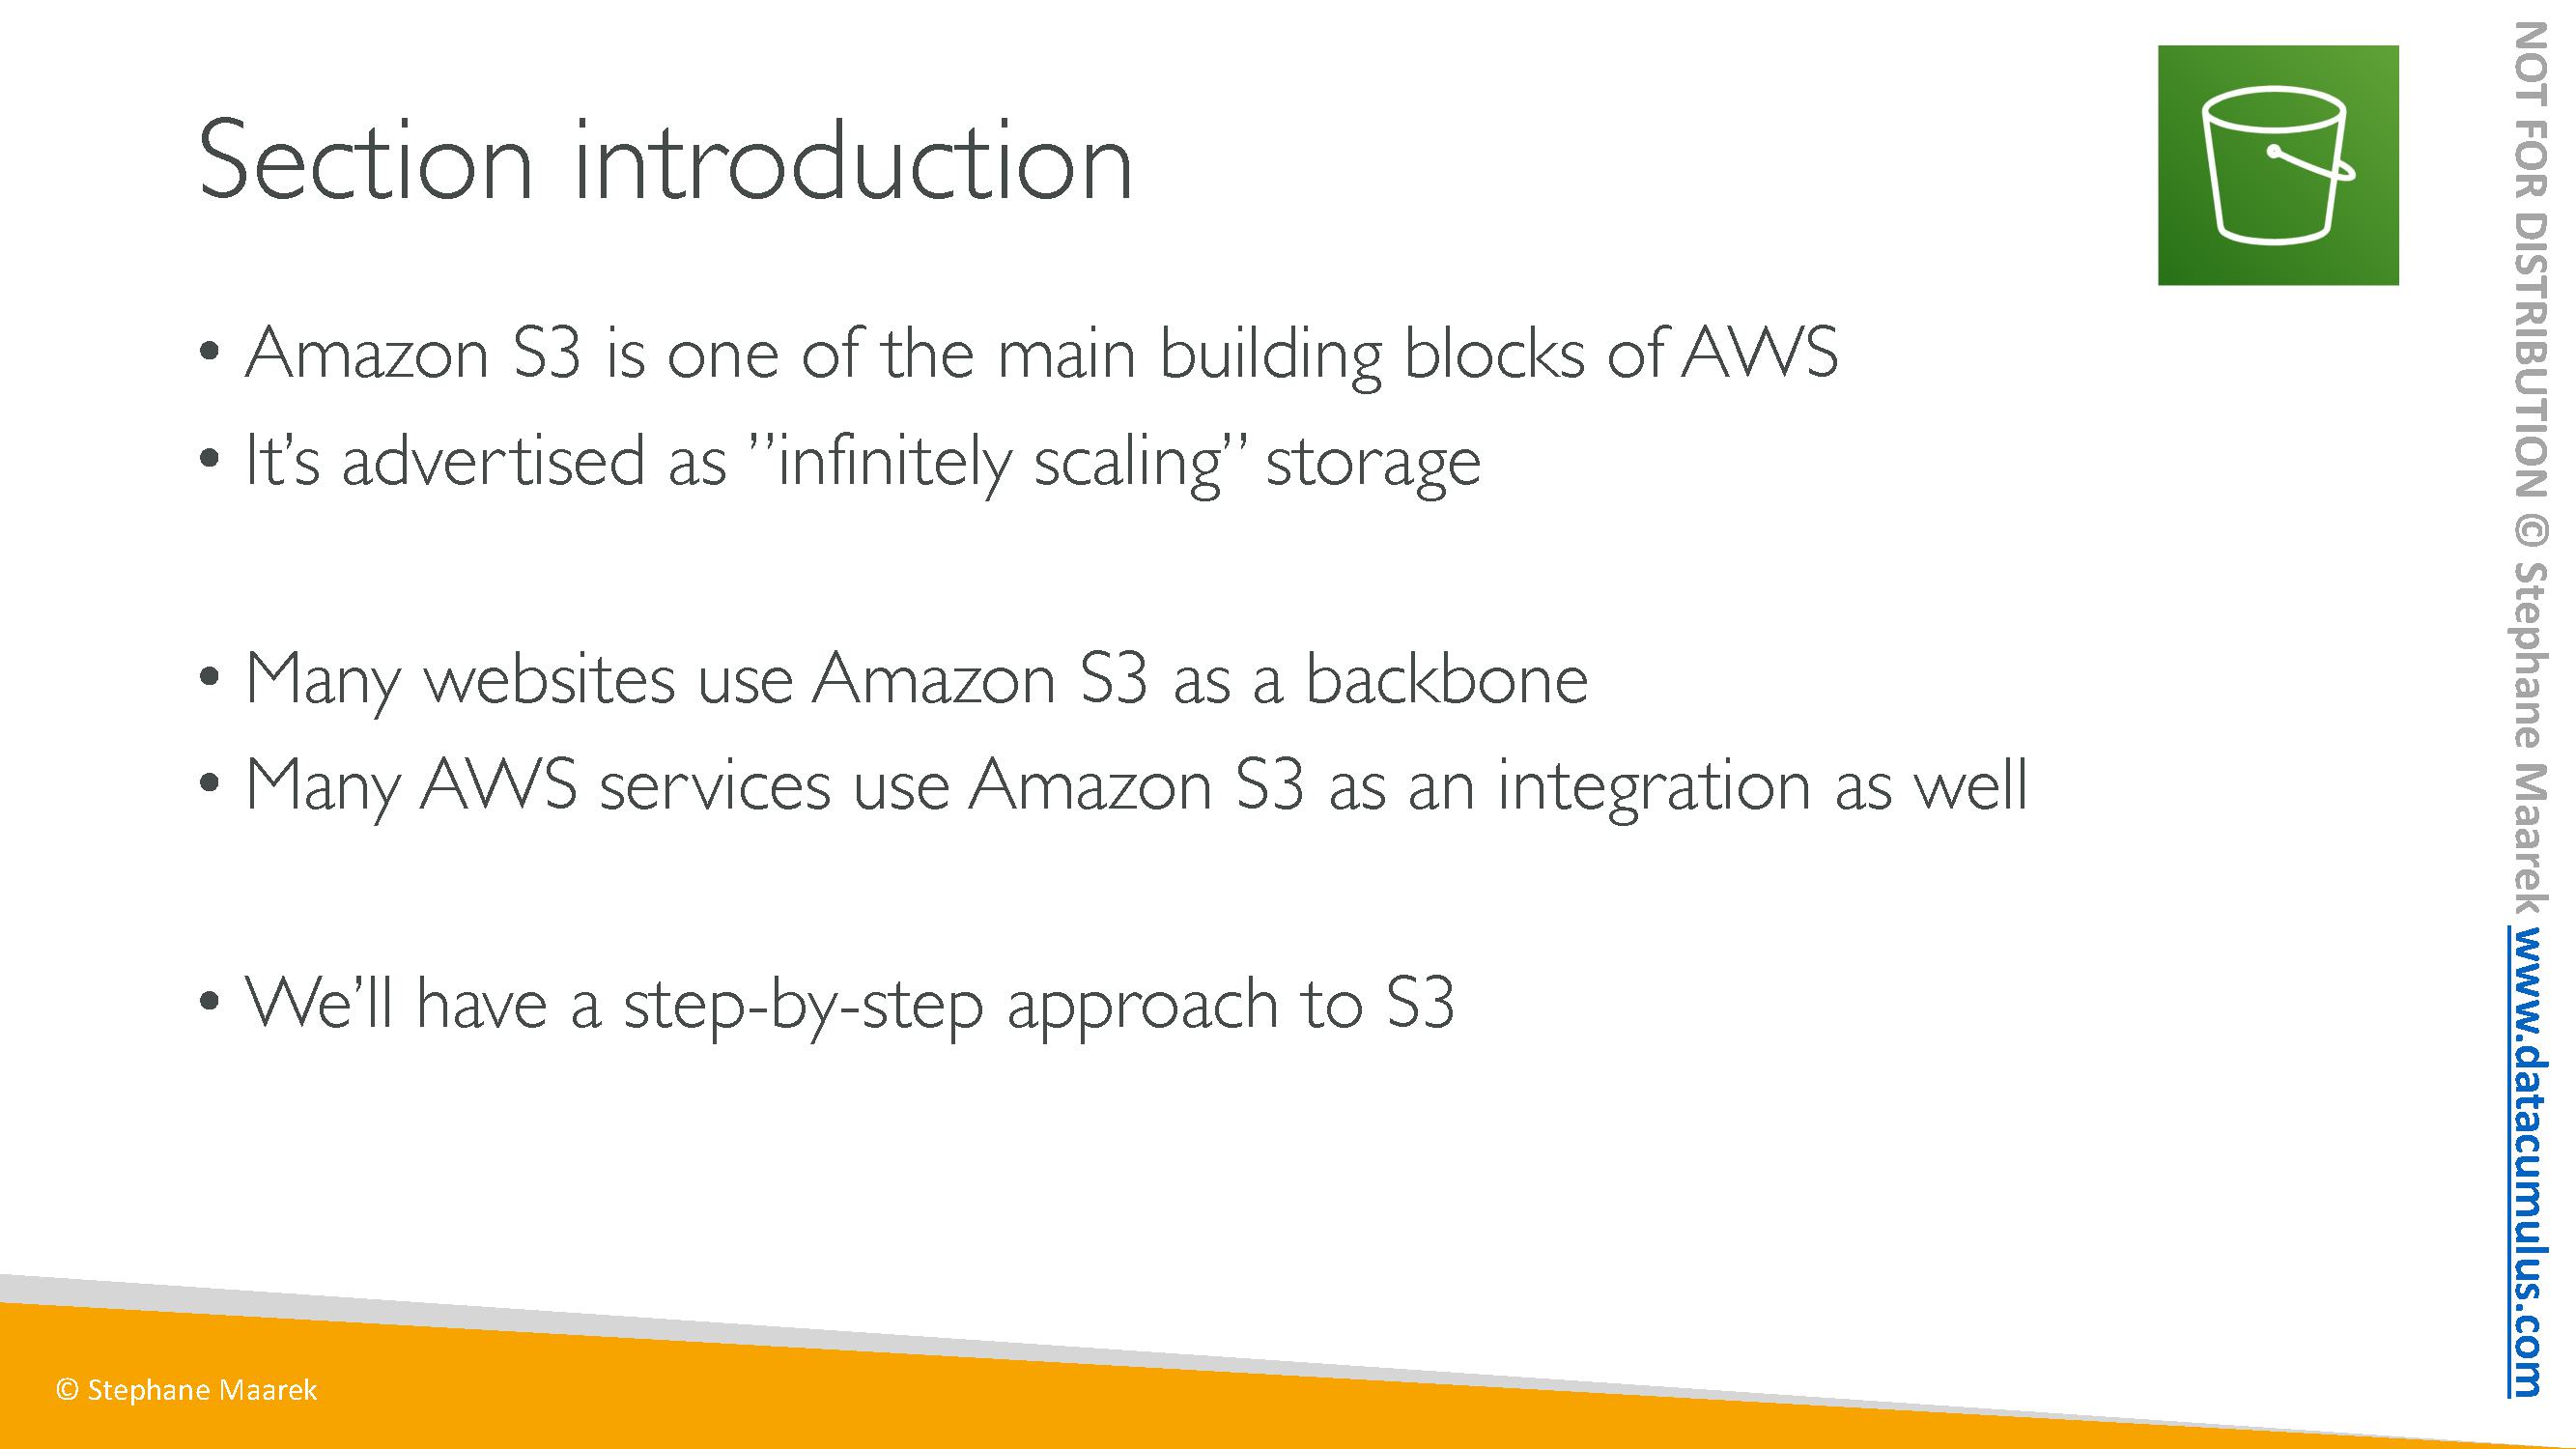 Section introduction
• Amazon S3 is one of the main building blocks of AWS
• It’s advertised as ”infinitely scaling” storage
• Many websites use Amazon S3 as a backbone
• Many AWS services use Amazon S3 as an integration as well
• We’ll have a step-by-step approach to S3
© Stephane Maarek
NOT FOR DISTRIBUTION © Stephane Maarek www.datacumulus.com